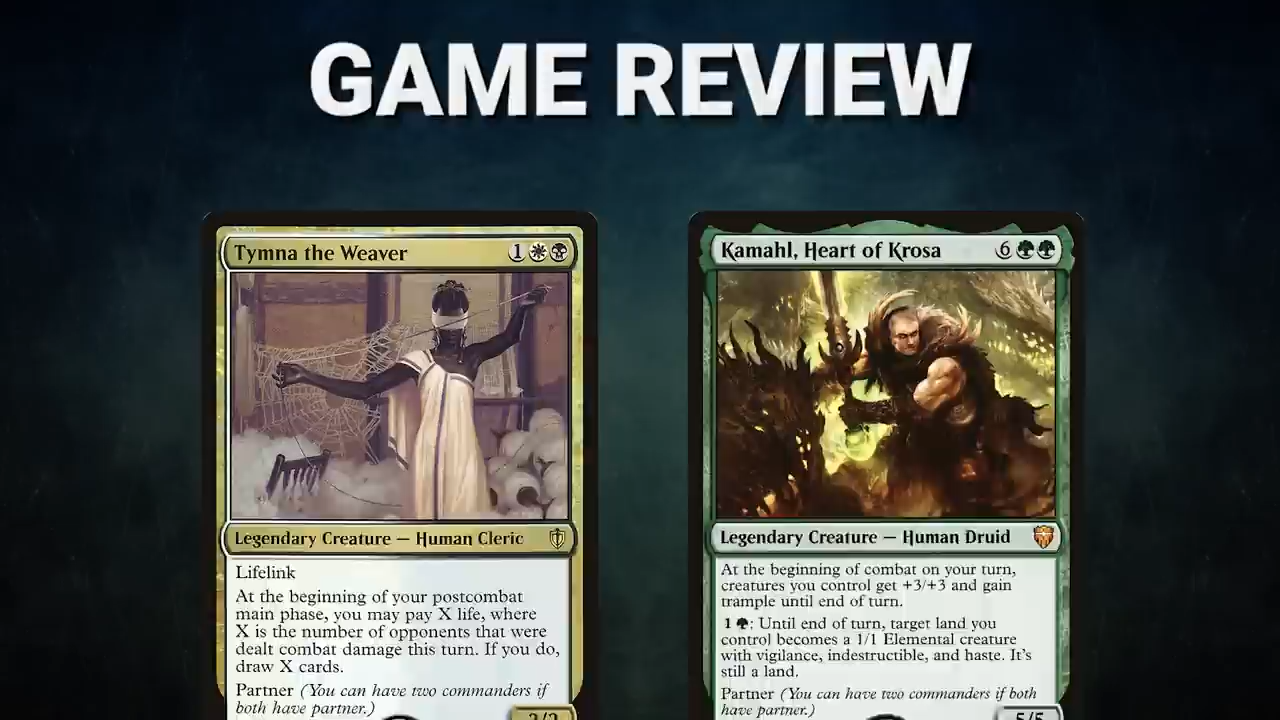 GAME REVIEW
Tymna the Weaver 1
Legendary Creature — Human Cleric
Lifelink
At the beginning of your postcombat
main phase, you may pay X life, where
X is the number of opponents that were
dealt combat damage this turn. If you do,
draw X cards.
Partner (You can have two commanders if
both have partner.)
2/2
Kamahl, Heart of Krosa 6
Legendary Creature — Human Druid
At the beginning of combat on your turn,
creatures you control get +3/+3 and gain
trample until end of turn.
1 : Until end of turn, target land you
control becomes a 1/1 Elemental creature
with vigilance, indestructible, and haste. It's
still a land.
Partner (You can have two commanders if both
have partner.)
5/5